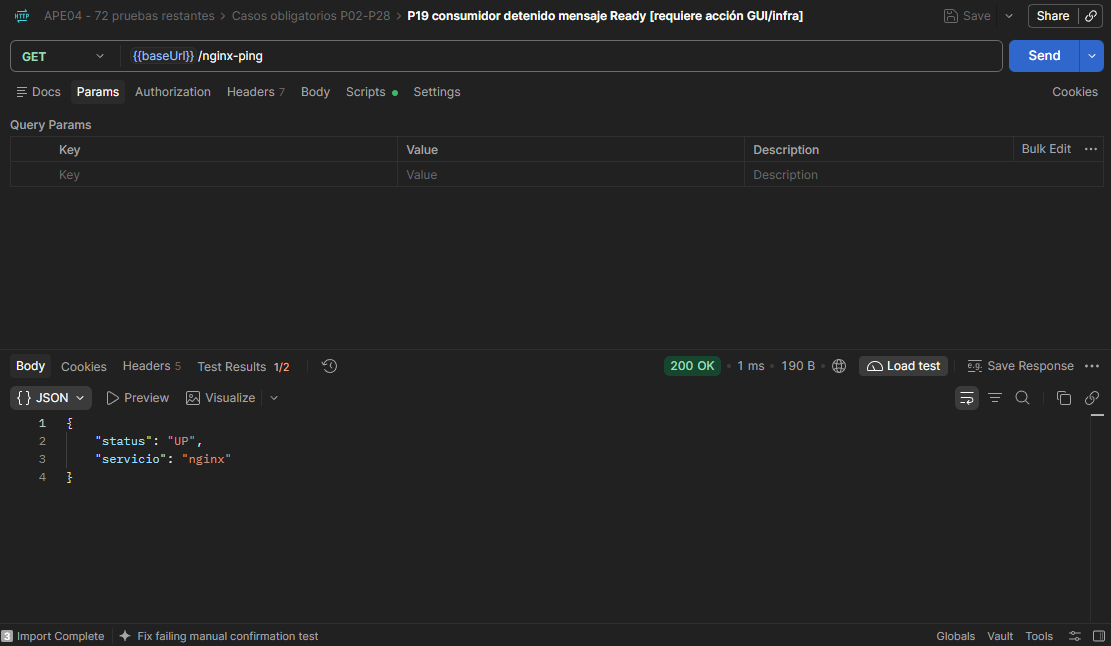 HTTP APE04 - 72 pruebas restantes > Casos obligatorios P02-P28 > P19 consumidor detenido mensaje Ready [requiere acción GUI/infra] Save Share
GET {{baseUrl}} /nginx-ping Send
Docs Params Authorization Headers 7 Body Scripts Settings Cookies
Query Params
Key Value Description Bulk Edit
Key Value Description
Body Cookies Headers 5 Test Results 1/2 200 OK 1 ms 190 B Load test e.g. Save Response
{} JSON Preview Visualize
1 {
2 "status": "UP",
3 "servicio": "nginx"
4 }
3 Import Complete Fix failing manual confirmation test Globals Vault Tools